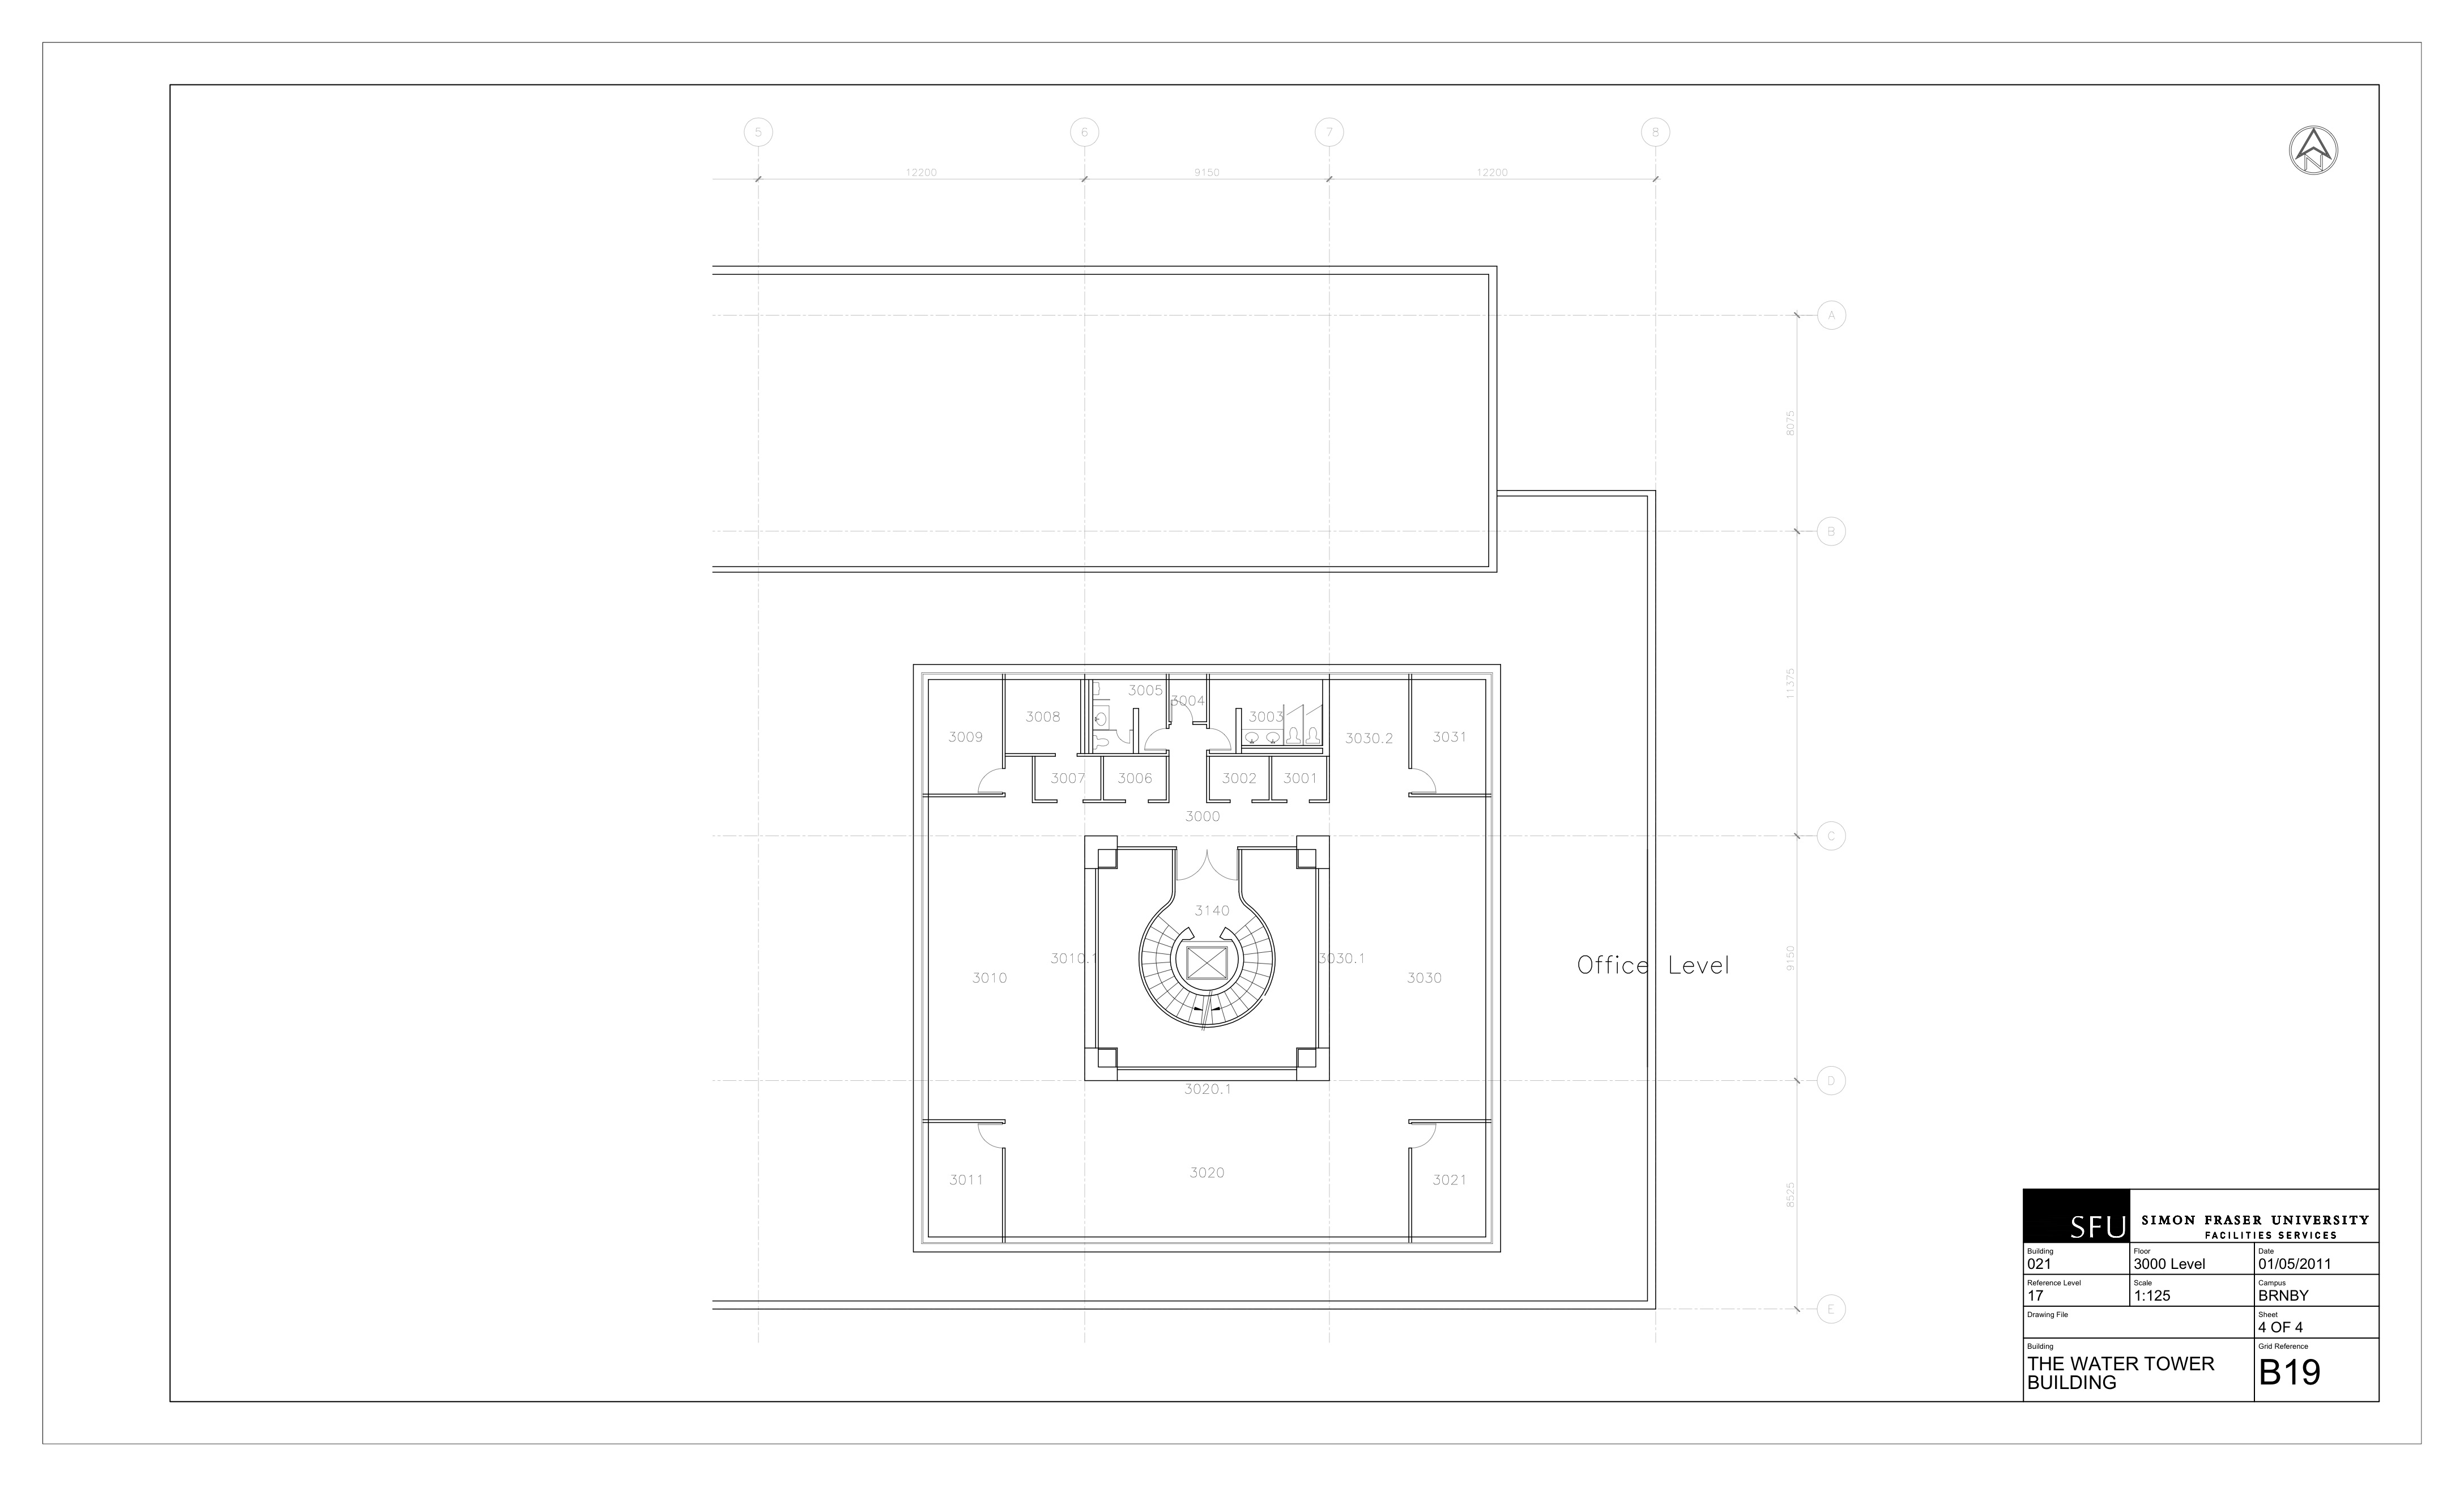 5
6
7
8
12200
9150
12200
N
A
8075
B
11375
3005
3004
3008
3003
3009
3030.2
3031
3007
3006
3002
3001
3000
C
3140
3010.1
3030.1
9150
Office Level
3010
3030
D
3020.1
3020
3011
3021
8525
SFU
SIMON FRASER UNIVERSITY
FACILITIES SERVICES
Building
021
Floor
3000 Level
Date
01/05/2011
Reference Level
17
Scale
1:125
Campus
BRNBY
Drawing File
Sheet
4 OF 4
Building
THE WATER TOWER
BUILDING
Grid Reference
B19
E